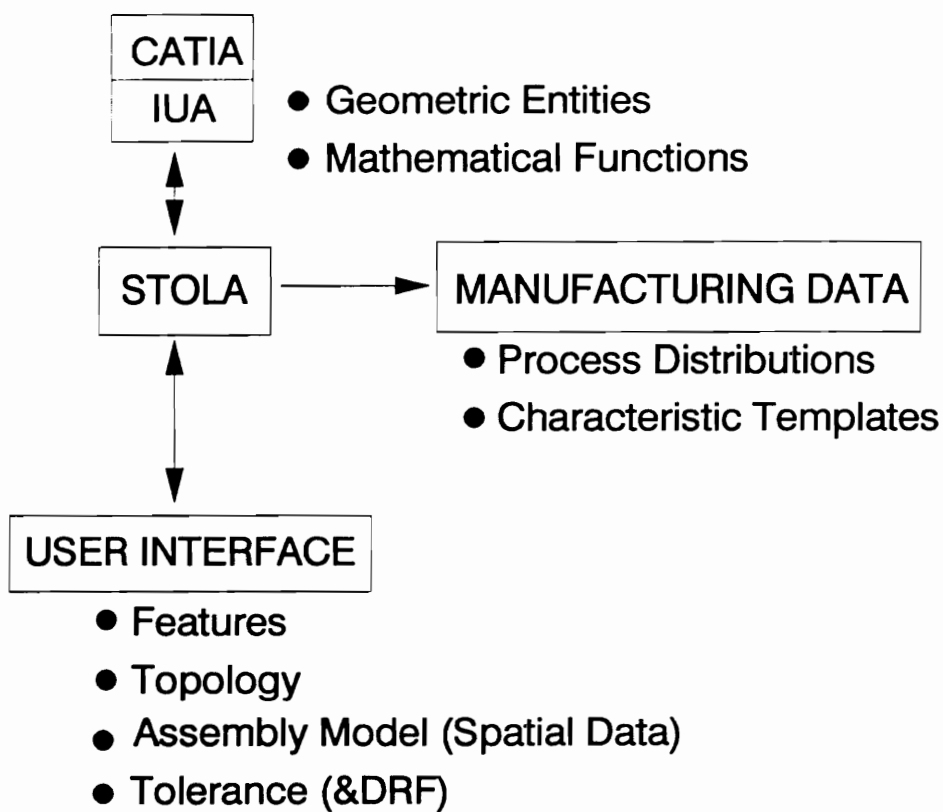 CATIA
IUA
● Geometric Entities
● Mathematical Functions
STOLA
MANUFACTURING DATA
● Process Distributions
● Characteristic Templates
USER INTERFACE
● Features
● Topology
● Assembly Model (Spatial Data)
● Tolerance (&DRF)